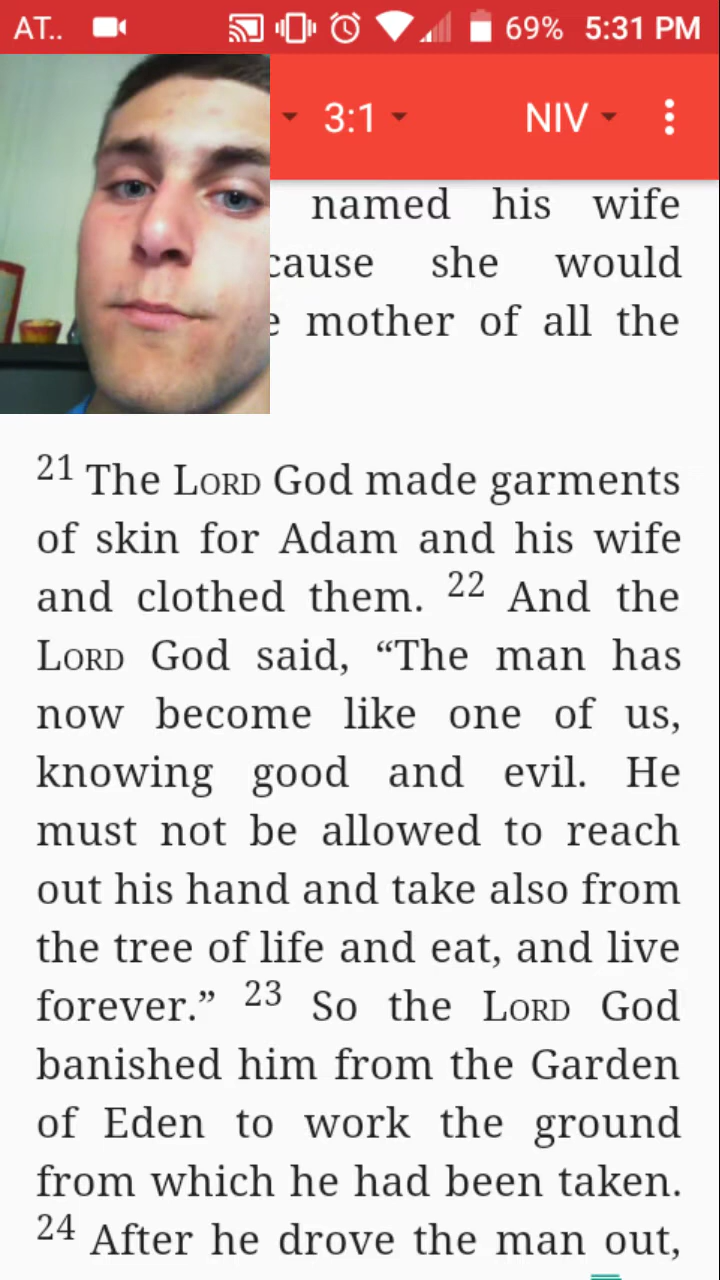 AT.. 69% 5:31 PM
3:1 NIV
named his wife
cause she would
e mother of all the
21 The LORD God made garments
of skin for Adam and his wife
and clothed them. 22 And the
LORD God said, “The man has
now become like one of us,
knowing good and evil. He
must not be allowed to reach
out his hand and take also from
the tree of life and eat, and live
forever.” 23 So the LORD God
banished him from the Garden
of Eden to work the ground
from which he had been taken.
24 After he drove the man out,